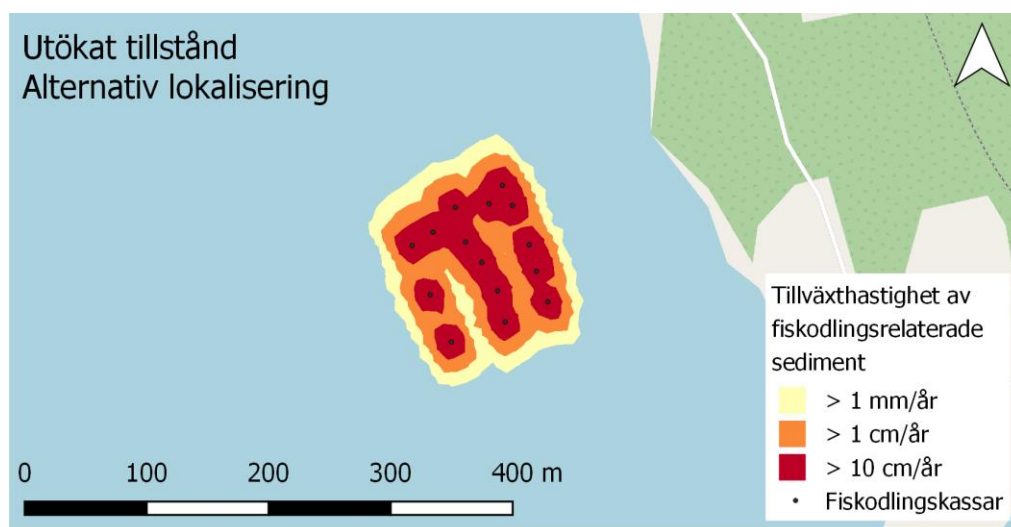 Utökat tillstånd
Alternativ lokalisering
Tillväxthastighet av
fiskodlingsrelaterade
sediment
> 1 mm/år
> 1 cm/år
> 10 cm/år
Fiskodlingskassar
0 100 200 300 400 m